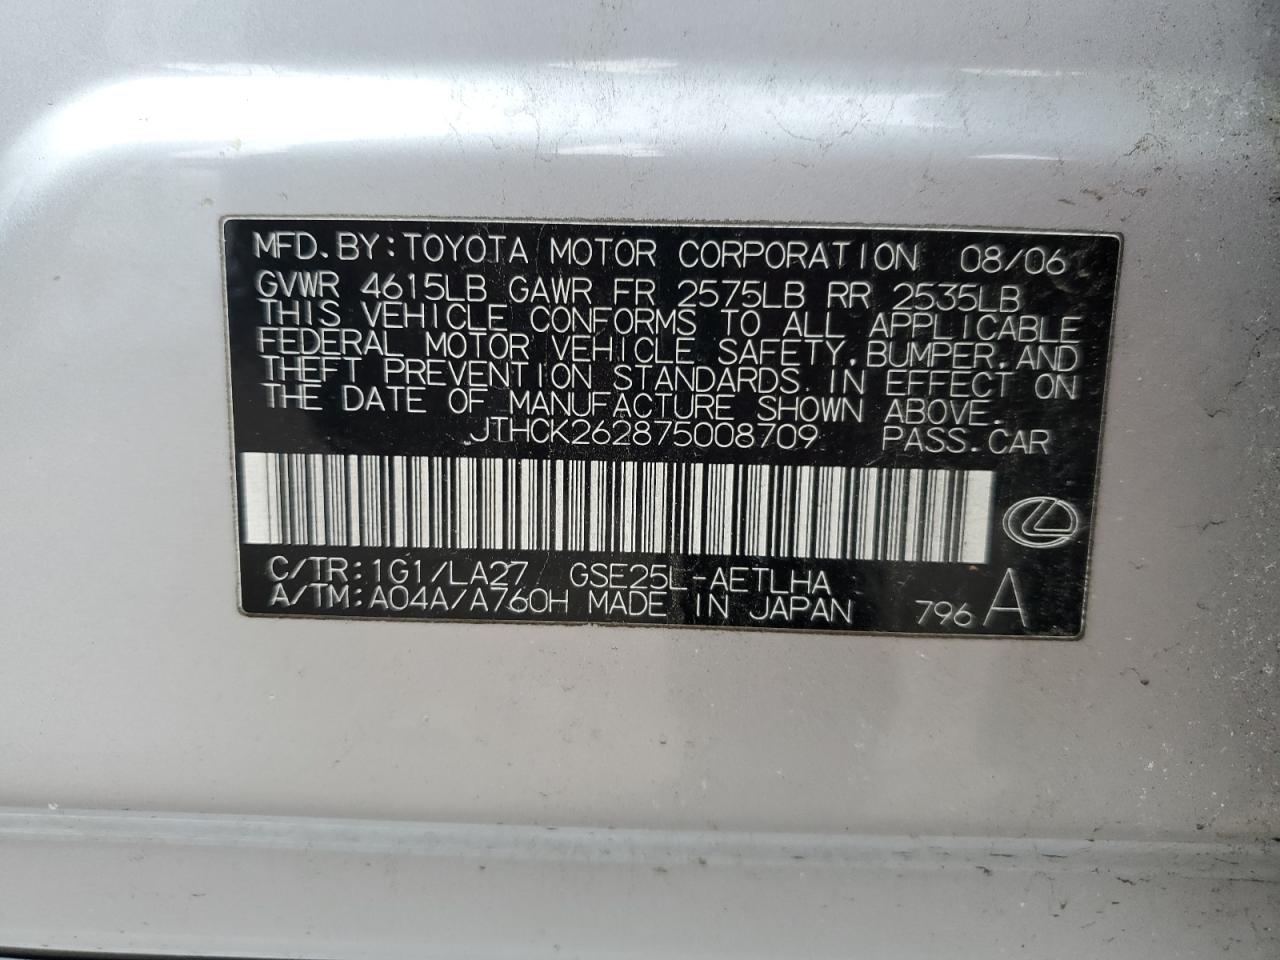 MFD.BY:TOYOTA MOTOR CORPORATION 08/06
GVWR 4615LB GAWR FR 2575LB RR 2535LB
THIS VEHICLE CONFORMS TO ALL APPLICABLE
FEDERAL MOTOR VEHICLE SAFETY,BUMPER,AND
THEFT PREVENTION STANDARDS IN EFFECT ON
THE DATE OF MANUFACTURE SHOWN ABOVE.
JTHCK262875008709 PASS.CAR
C/TR:1G1/LA27 GSE25L-AETLHA
A/TM:A04A/A760H MADE IN JAPAN 796 A